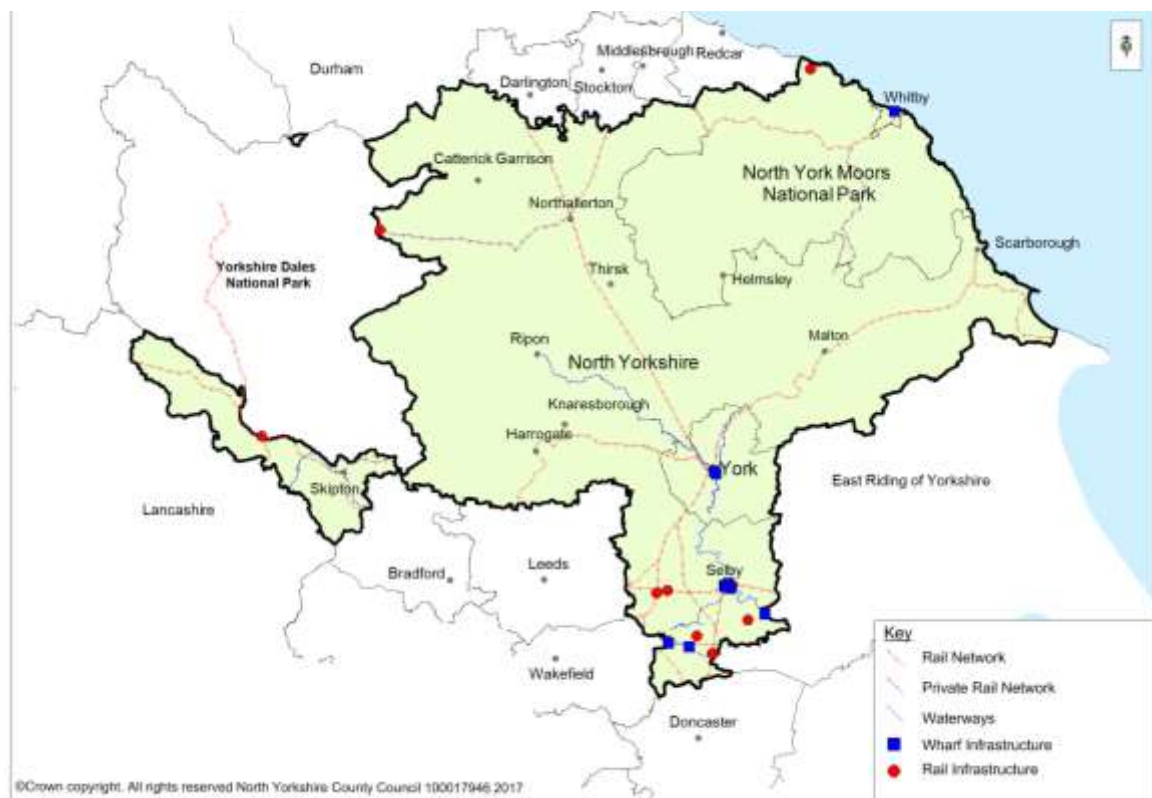 Durham
Middlesbrough
Redcar
Darlington
Stockton
Whitby
Catterick Garrison
North York Moors
National Park
Northallerton
Scarborough
Yorkshire Dales
National Park
Thirsk
Helmsley
Ripon
North Yorkshire
Malton
Knaresborough
Harrogate
York
East Riding of Yorkshire
Skipton
Lancashire
Bradford
Leeds
Selby
Wakefield
Doncaster
Key
Rail Network
Private Rail Network
Waterways
Wharf Infrastructure
Rail Infrastructure
©Crown copyright. All rights reserved North Yorkshire County Council 100017946 2017